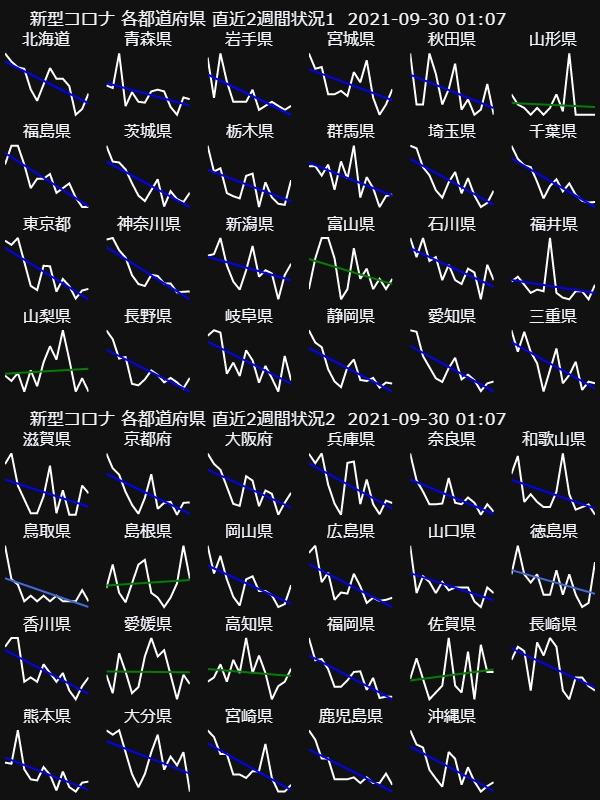 新型コロナ 各都道府県 直近2週間状況1 2021-09-30 01:07
北海道 青森県 岩手県 宮城県 秋田県 山形県
福島県 茨城県 栃木県 群馬県 埼玉県 千葉県
東京都 神奈川県 新潟県 富山県 石川県 福井県
山梨県 長野県 岐阜県 静岡県 愛知県 三重県
新型コロナ 各都道府県 直近2週間状況2 2021-09-30 01:07
滋賀県 京都府 大阪府 兵庫県 奈良県 和歌山県
鳥取県 島根県 岡山県 広島県 山口県 徳島県
香川県 愛媛県 高知県 福岡県 佐賀県 長崎県
熊本県 大分県 宮崎県 鹿児島県 沖縄県